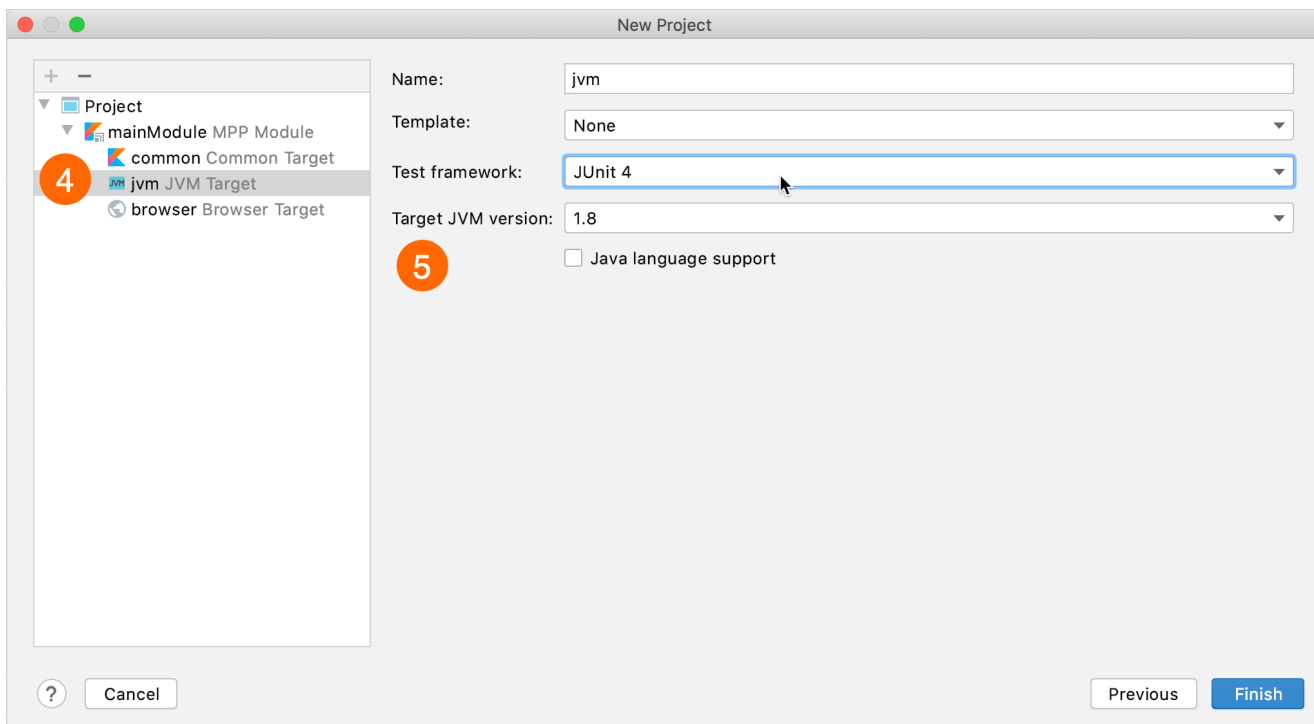 New Project
+ −
Project
mainModule MPP Module
common Common Target
4
JVM jvm JVM Target
browser Browser Target
Name: jvm
Template: None
Test framework: JUnit 4
Target JVM version: 1.8
5
Java language support
? Cancel
Previous Finish